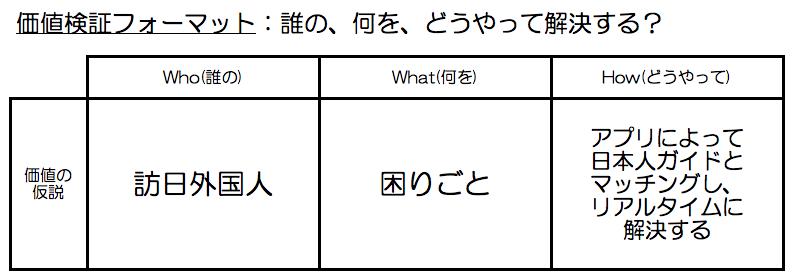 価値検証フォーマット：誰の、何を、どうやって解決する？
Who(誰の)
What(何を)
How(どうやって)
価値の
仮説
訪日外国人
困りごと
アプリによって
日本人ガイドと
マッチングし、
リアルタイムに
解決する